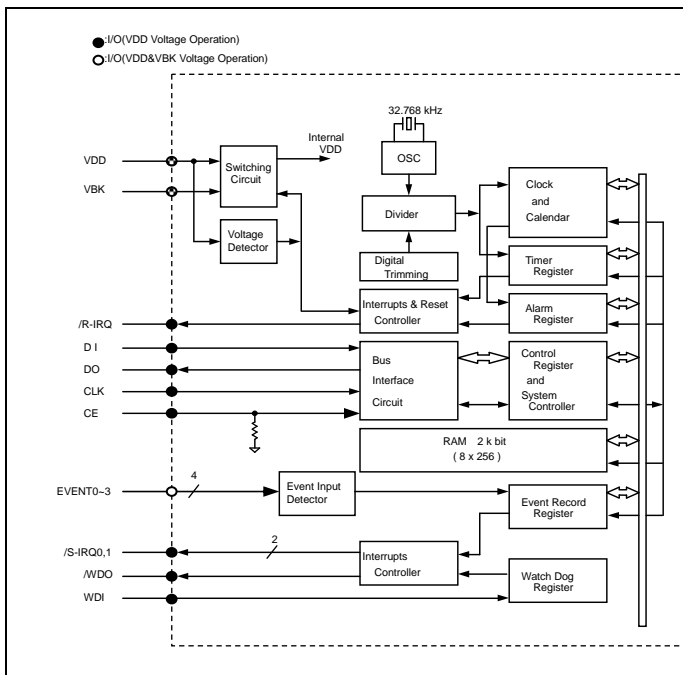 :I/O(VDD Voltage Operation)
:I/O(VDD&VBK Voltage Operation)
32.768 kHz
Internal
VDD
OSC
VDD
VBK
Switching
Circuit
Clock
and
Calendar
Divider
Voltage
Detector
Digital
Trimming
Timer
Register
Interrupts & Reset
Controller
Alarm
Register
/R-IRQ
D I
DO
CLK
CE
Bus
Interface
Circuit
Control
Register
and
System
Controller
RAM 2 k bit
( 8 x 256 )
EVENT0~3
4
Event Input
Detector
Event Record
Register
/S-IRQ0,1
2
/WDO
WDI
Interrupts
Controller
Watch Dog
Register